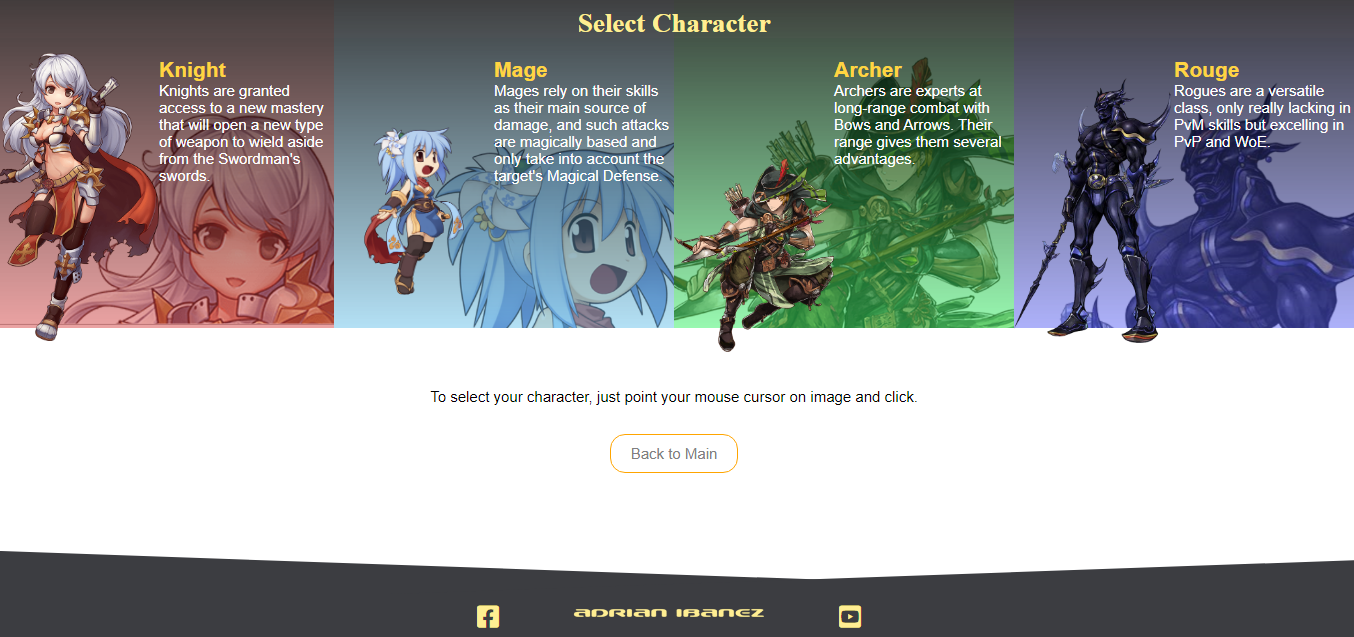 Select Character
Knight
Knights are granted
access to a new mastery
that will open a new type
of weapon to wield aside
from the Swordman's
swords.
Mage
Mages rely on their skills
as their main source of
damage, and such attacks
are magically based and
only take into account the
target's Magical Defense.
Archer
Archers are experts at
long-range combat with
Bows and Arrows. Their
range gives them several
advantages.
Rouge
Rogues are a versatile
class, only really lacking in
PvM skills but excelling in
PvP and WoE.
To select your character, just point your mouse cursor on image and click.
Back to Main
ADRIAN IBANEZ